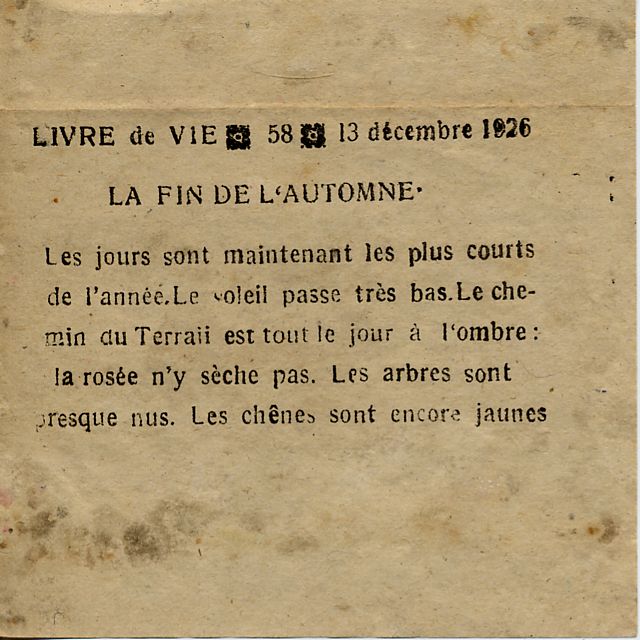 LIVRE de VIE 58 13 décembre 1926
LA FIN DE L'AUTOMNE.
Les jours sont maintenant les plus courts
de l'année. Le soleil passe très bas. Le che-
min du Terrail est tout le jour à l'ombre :
la rosée n'y sèche pas. Les arbres sont
presque nus. Les chênes sont encore jaunes